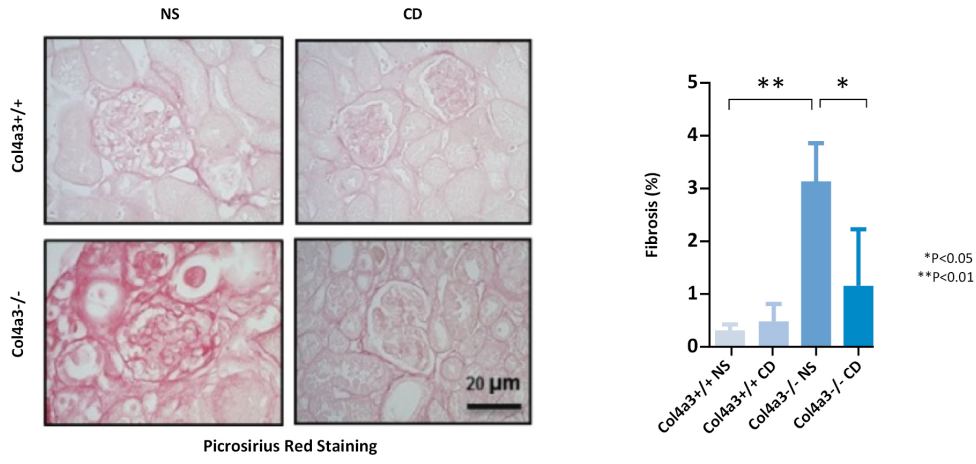 NS
CD
Col4a3+/+
Col4a3-/-
20 µm
Picrosirius Red Staining
Fibrosis (%)
5
4
3
2
1
0
**
*
Col4a3+/+ NS
Col4a3+/+ CD
Col4a3-/- NS
Col4a3-/- CD
*P<0.05
**P<0.01